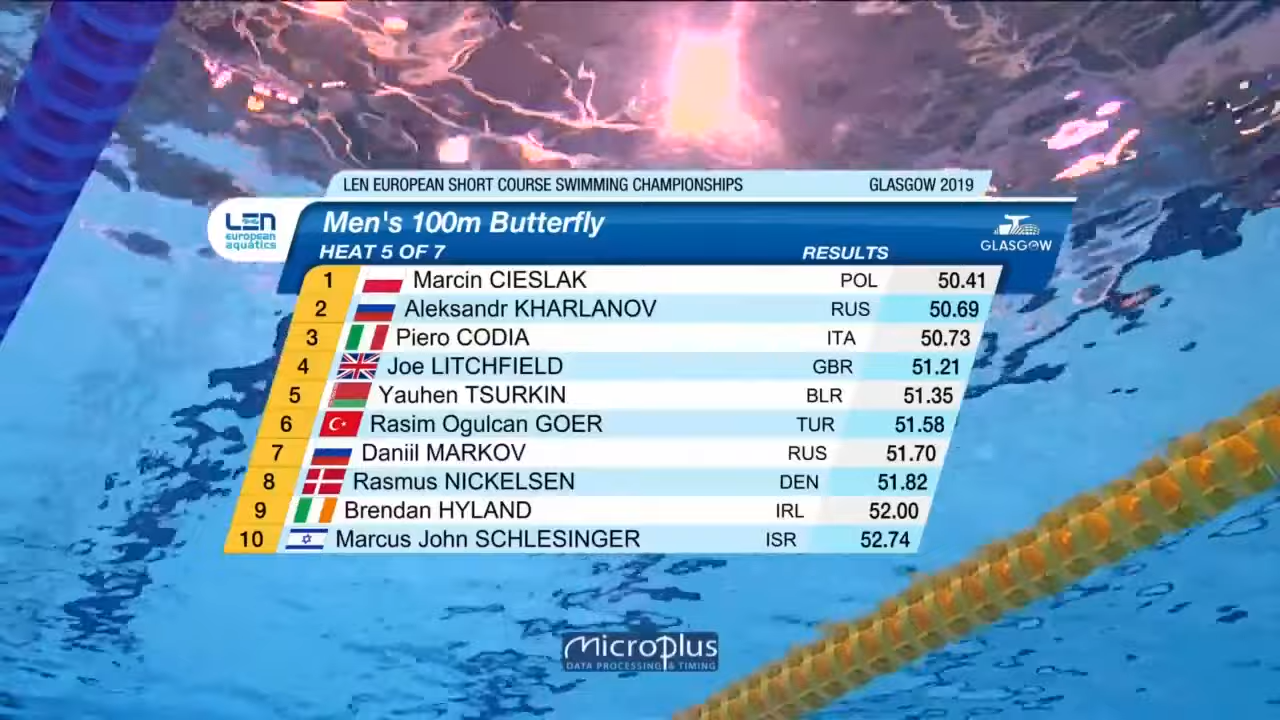 LEN EUROPEAN SHORT COURSE SWIMMING CHAMPIONSHIPS GLASGOW 2019
LEN european aquatics
Men's 100m Butterfly
HEAT 5 OF 7 RESULTS GLASGOW
1 Marcin CIESLAK POL 50.41
2 Aleksandr KHARLANOV RUS 50.69
3 Piero CODIA ITA 50.73
4 Joe LITCHFIELD GBR 51.21
5 Yauhen TSURKIN BLR 51.35
6 Rasim Ogulcan GOER TUR 51.58
7 Daniil MARKOV RUS 51.70
8 Rasmus NICKELSEN DEN 51.82
9 Brendan HYLAND IRL 52.00
10 Marcus John SCHLESINGER ISR 52.74
Microplus
DATA PROCESSING & TIMING